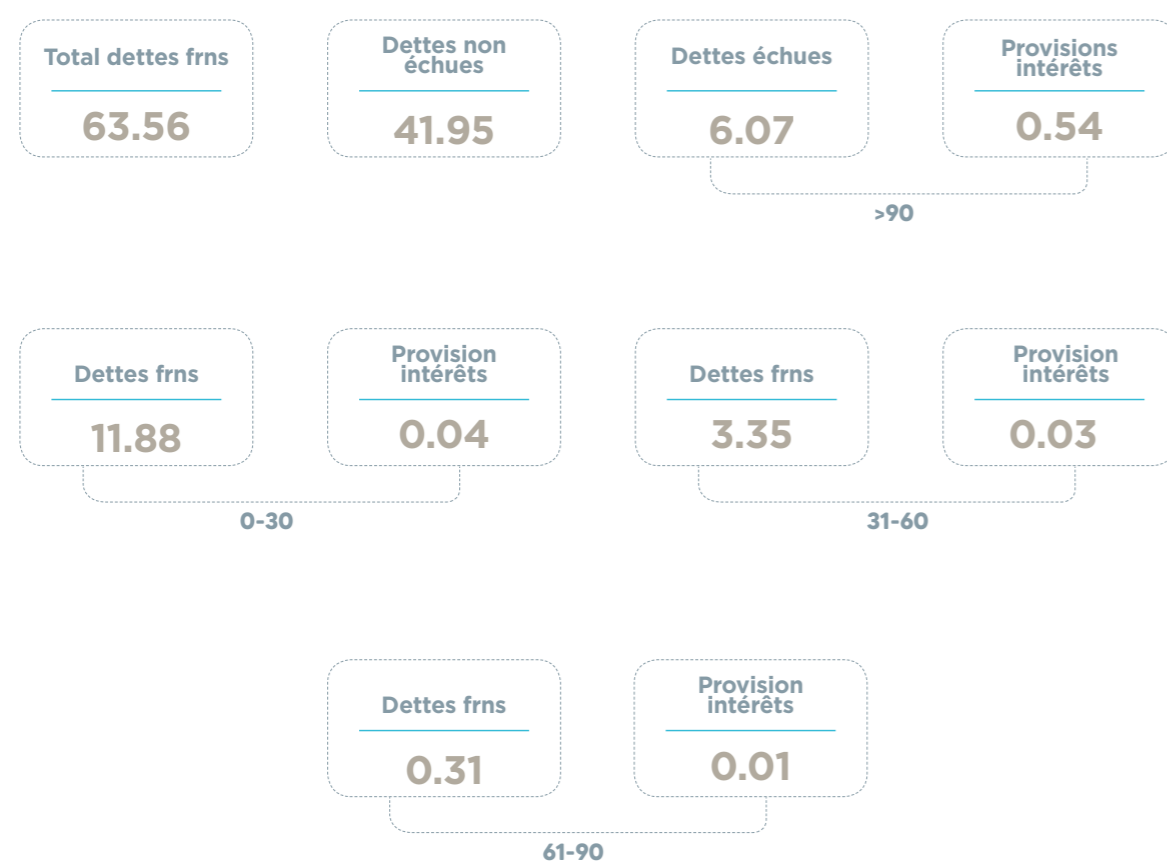 Total dettes frns
63.56
Dettes non
échues
41.95
Dettes échues
6.07
Provisions
intérêts
0.54
>90
Dettes frns
11.88
Provision
intérêts
0.04
0-30
Dettes frns
3.35
Provision
intérêts
0.03
31-60
Dettes frns
0.31
Provision
intérêts
0.01
61-90